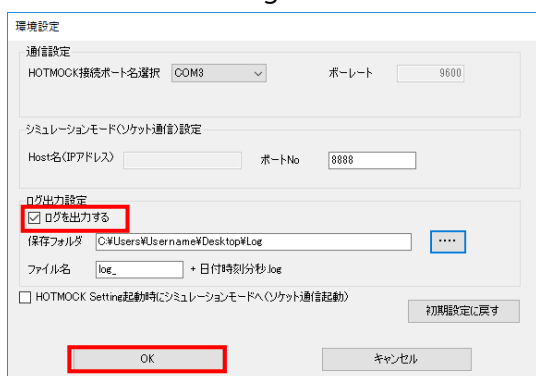 環境設定
通信設定
HOTMOCK接続ポート名選択 COM3 ボーレート 9600
シミュレーションモード(ソケット通信)設定
Host名(IPアドレス) ポートNo 8888
ログ出力設定
ログを出力する
保存フォルダ C:¥Users¥Username¥Desktop¥Log ....
ファイル名 log_ + 日付時刻分秒.log
HOTMOCK Setting起動時にシミュレーションモードへ(ソケット通信起動)
初期設定に戻す
OK キャンセル